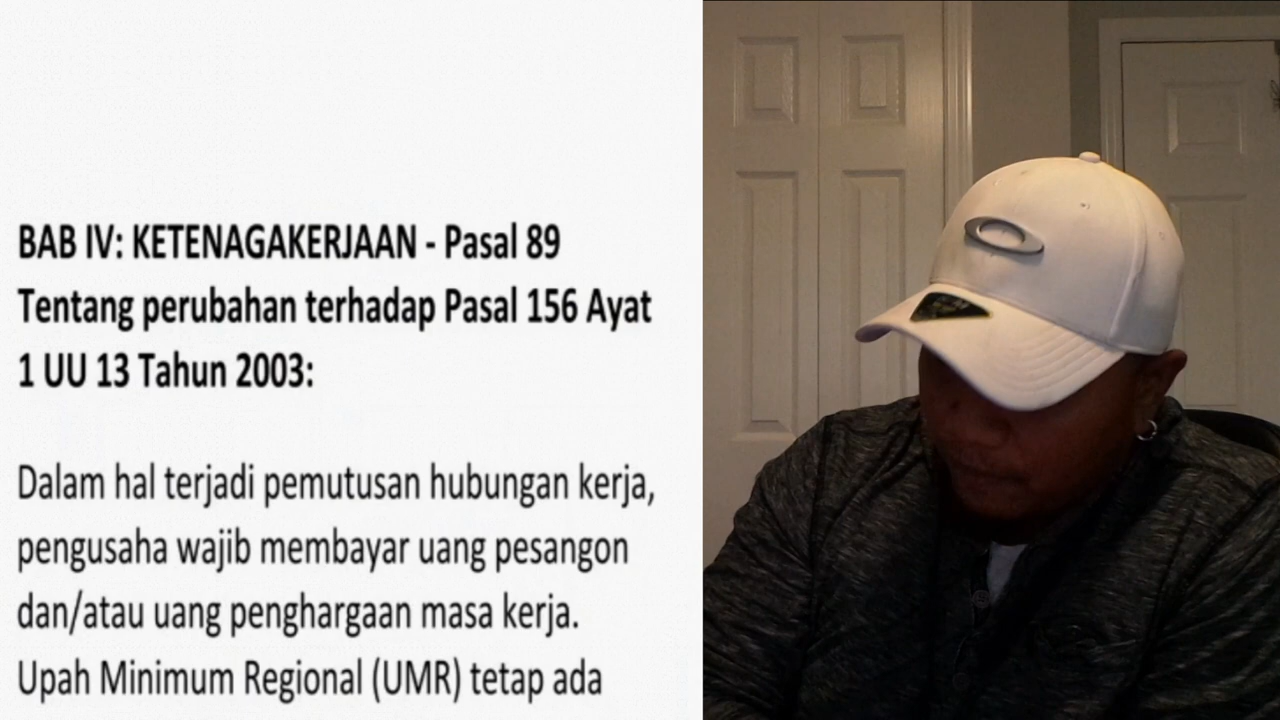 BAB IV: KETENAGAKERJAAN - Pasal 89
Tentang perubahan terhadap Pasal 156 Ayat
1 UU 13 Tahun 2003:
Dalam hal terjadi pemutusan hubungan kerja,
pengusaha wajib membayar uang pesangon
dan/atau uang penghargaan masa kerja.
Upah Minimum Regional (UMR) tetap ada